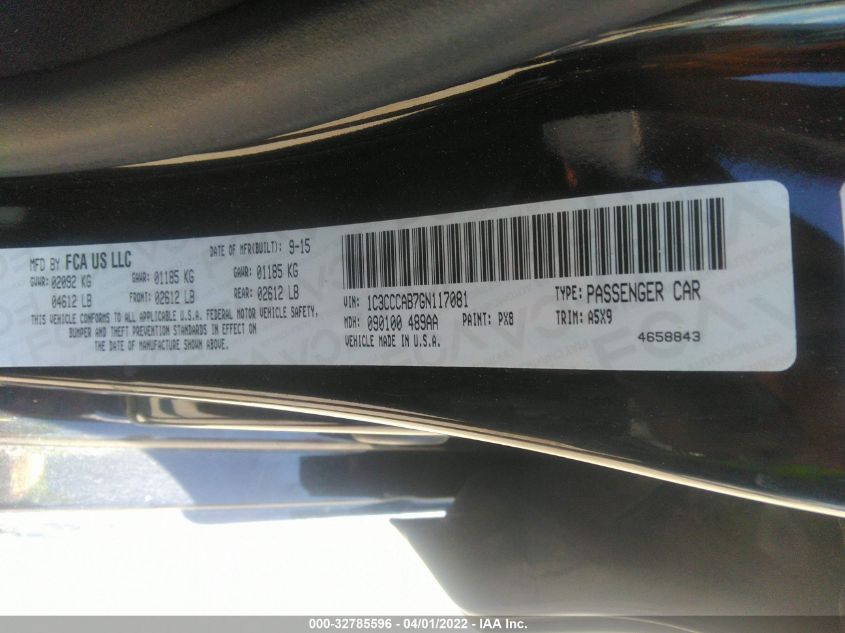 MFD BY FCA US LLC
DATE OF MFR(BUILT): 9-15
GVWR: 02092 KG
GAWR: 01185 KG
GAWR: 01185 KG
04612 LB
FRONT: 02612 LB
REAR: 02612 LB
THIS VEHICLE CONFORMS TO ALL APPLICABLE U.S.A. FEDERAL MOTOR VEHICLE SAFETY,
BUMPER AND THEFT PREVENTION STANDARDS IN EFFECT ON
THE DATE OF MANUFACTURE SHOWN ABOVE.
VIN: 1C3CCCAB7GN117081
TYPE: PASSENGER CAR
MDH: 090100 489AA
PAINT: PX8
TRIM: A5X9
VEHICLE MADE IN U.S.A.
4658843
000-32785596 - 04/01/2022 - IAA Inc.